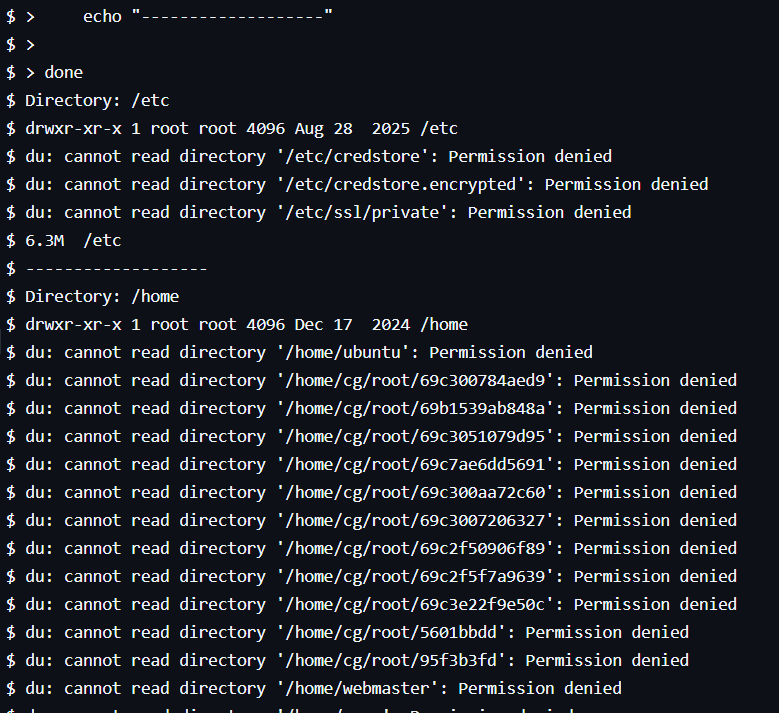 $ >     echo "-------------------"
$ >
$ > done
$ Directory: /etc
$ drwxr-xr-x 1 root root 4096 Aug 28  2025 /etc
$ du: cannot read directory '/etc/credstore': Permission denied
$ du: cannot read directory '/etc/credstore.encrypted': Permission denied
$ du: cannot read directory '/etc/ssl/private': Permission denied
$ 6.3M  /etc
$ -------------------
$ Directory: /home
$ drwxr-xr-x 1 root root 4096 Dec 17  2024 /home
$ du: cannot read directory '/home/ubuntu': Permission denied
$ du: cannot read directory '/home/cg/root/69c300784aed9': Permission denied
$ du: cannot read directory '/home/cg/root/69b1539ab848a': Permission denied
$ du: cannot read directory '/home/cg/root/69c3051079d95': Permission denied
$ du: cannot read directory '/home/cg/root/69c7ae6dd5691': Permission denied
$ du: cannot read directory '/home/cg/root/69c300aa72c60': Permission denied
$ du: cannot read directory '/home/cg/root/69c3007206327': Permission denied
$ du: cannot read directory '/home/cg/root/69c2f50906f89': Permission denied
$ du: cannot read directory '/home/cg/root/69c2f5f7a9639': Permission denied
$ du: cannot read directory '/home/cg/root/69c3e22f9e50c': Permission denied
$ du: cannot read directory '/home/cg/root/5601bbdd': Permission denied
$ du: cannot read directory '/home/cg/root/95f3b3fd': Permission denied
$ du: cannot read directory '/home/webmaster': Permission denied
$ du: cannot read directory